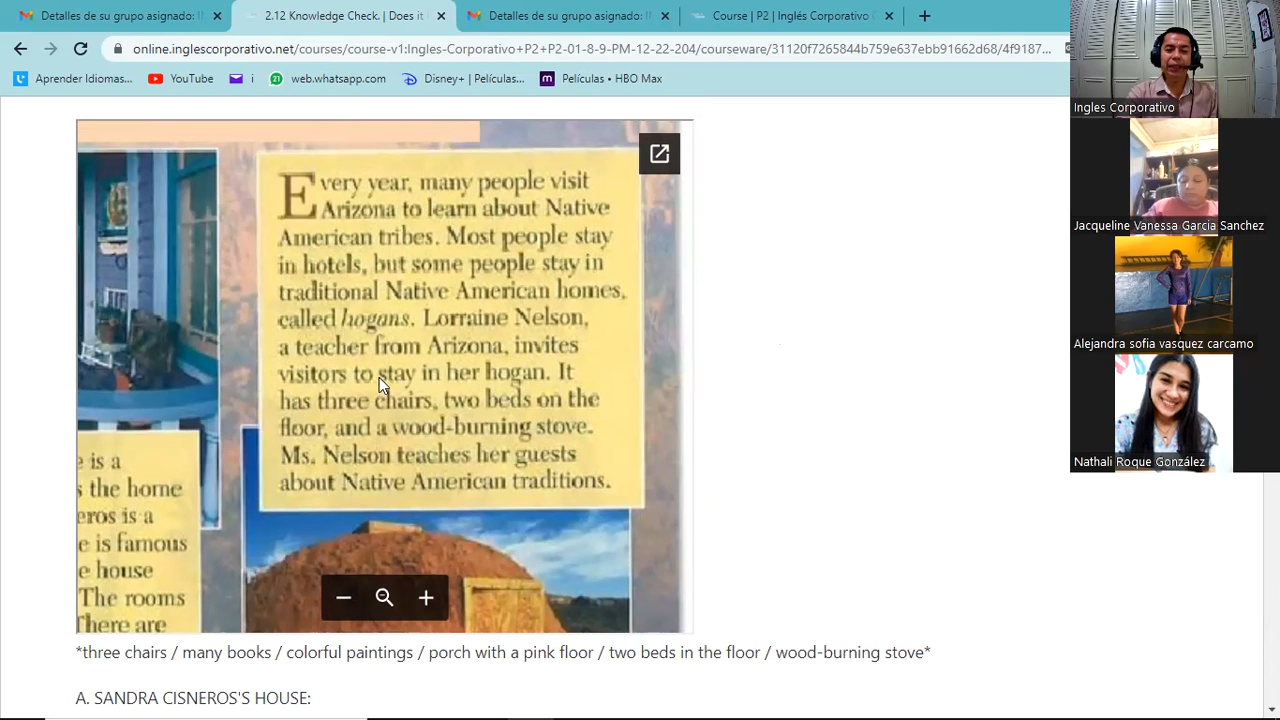 Detalles de su grupo asignado: I
2.12 Knowledge Check. | Does it
Detalles de su grupo asignado: I
Course | P2 | Inglés Corporativo
online.inglescorporativo.net/courses/course-v1:Ingles-Corporativo+P2+P2-01-8-9-PM-12-22-204/courseware/31120f7265844b759e687ebb91662d68/4f9187...
Aprender Idiomas...
YouTube
i
web.whatsapp.com
Disney+ | Películas...
Películas • HBO Max
Every year, many people visit
Arizona to learn about Native
American tribes. Most people stay
in hotels, but some people stay in
traditional Native American homes,
called hogans. Lorraine Nelson,
a teacher from Arizona, invites
visitors to stay in her hogan. It
has three chairs, two beds on the
floor, and a wood-burning stove.
Ms. Nelson teaches her guests
about Native American traditions.
e is a
s the home
eros is a
e is famous
e house
The rooms
There are
*three chairs / many books / colorful paintings / porch with a pink floor / two beds in the floor / wood-burning stove*
A. SANDRA CISNEROS'S HOUSE:
Ingles Corporativo
Jacqueline Vanessa Garcia Sanchez
Alejandra sofia vasquez carcamo
Nathali Roque González